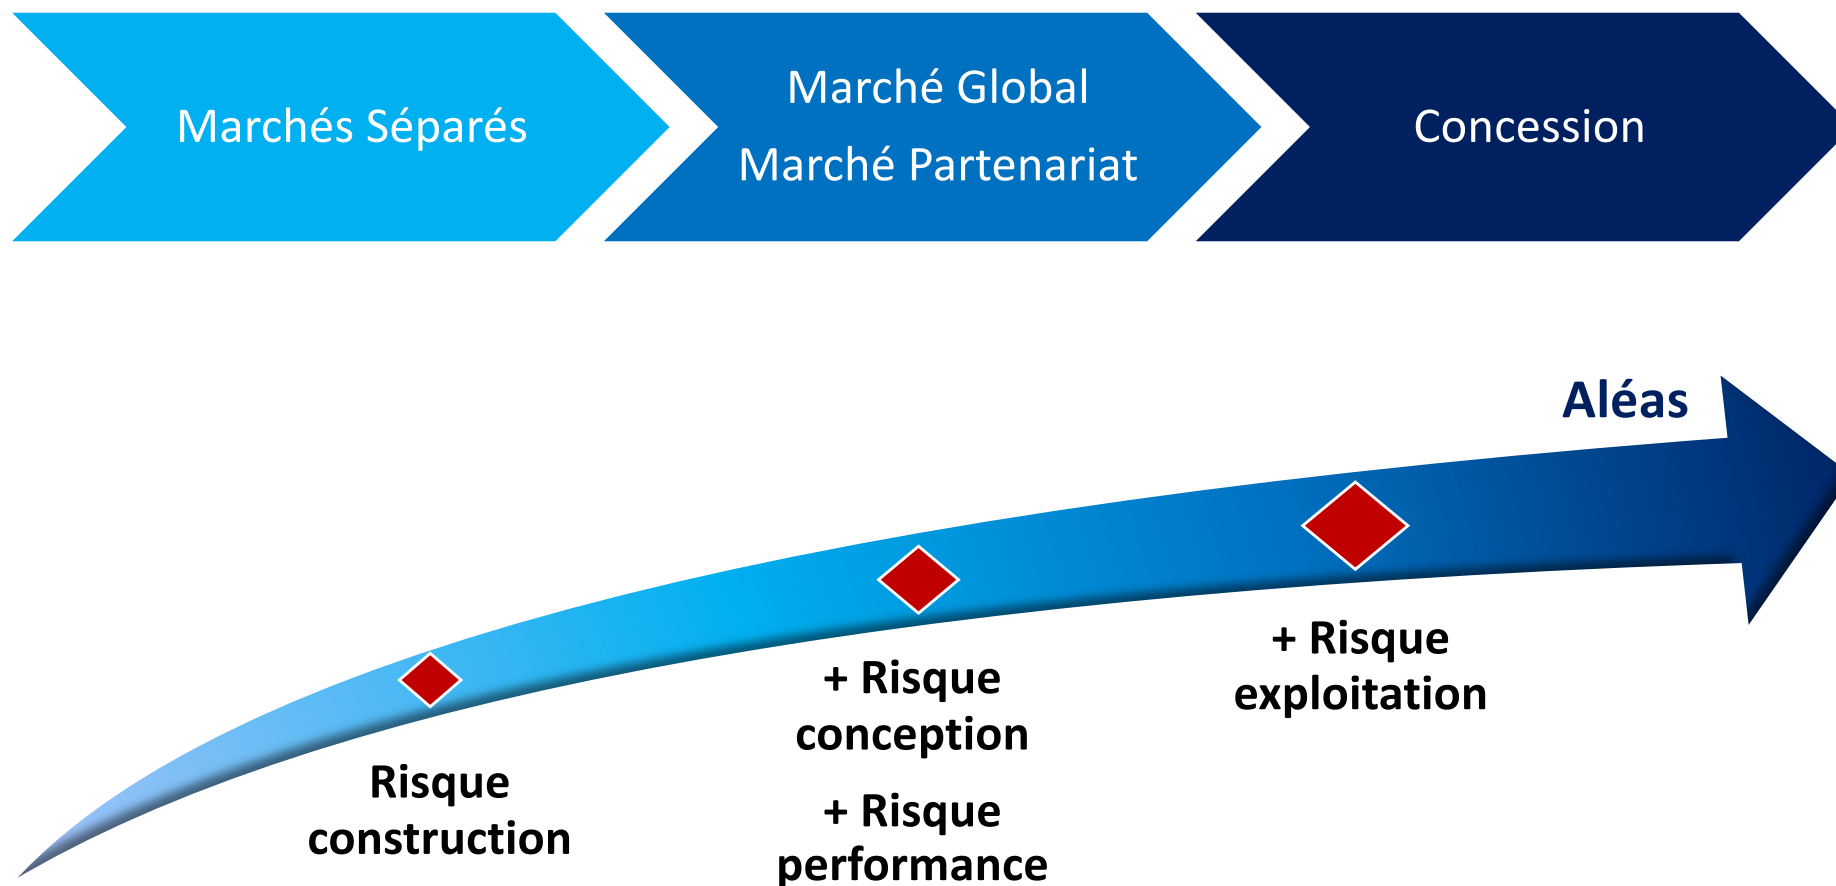 Marchés Séparés
Marché Global
Marché Partenariat
Concession
Aléas
Risque
construction
+ Risque
conception
+ Risque
performance
+ Risque
exploitation